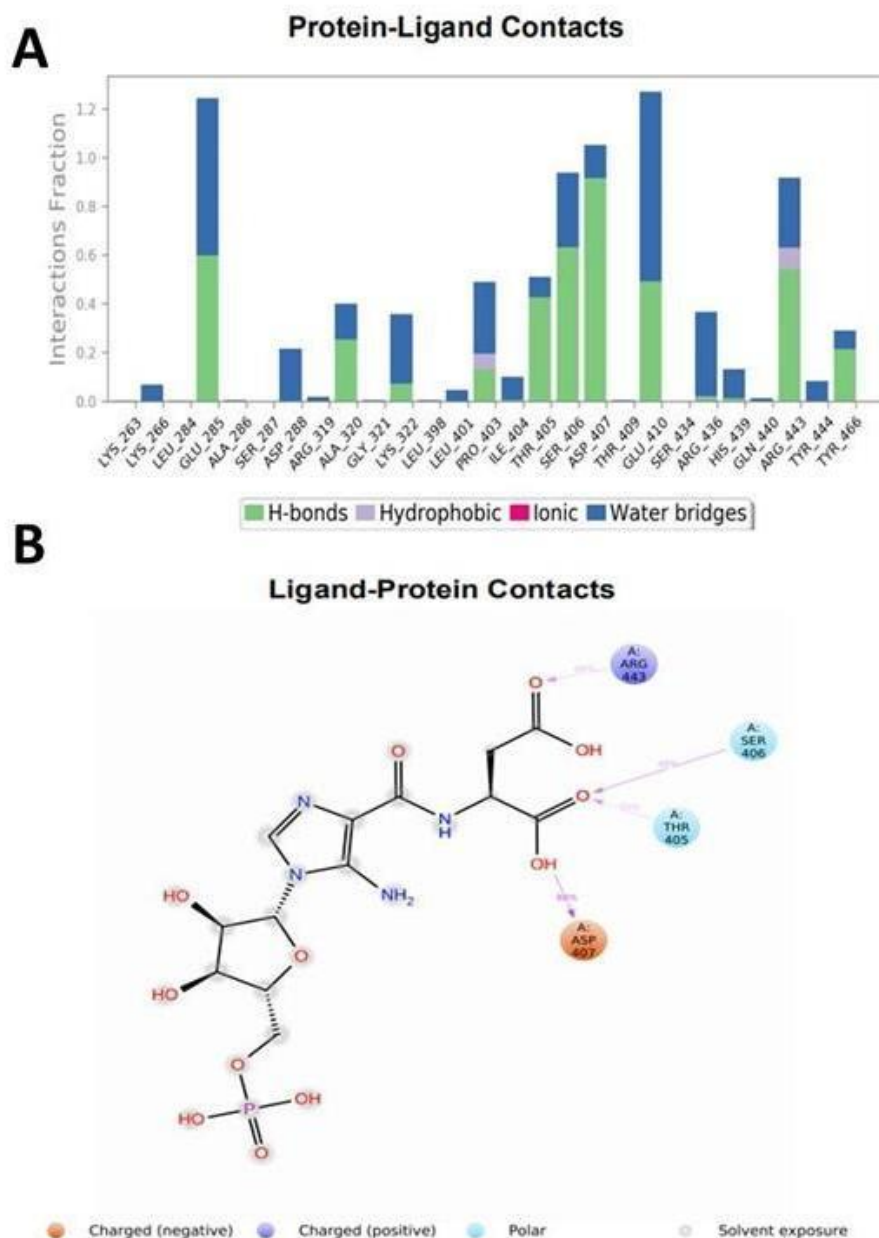 A
Protein-Ligand Contacts
Interactions Fraction
1.2
1.0
0.8
0.6
0.4
0.2
0.0
LYS_263
LYS_266
LEU_284
GLU_285
ALA_286
SER_287
ASP_288
ARG_319
ALA_320
GLY_321
LYS_322
LEU_398
LEU_401
PRO_403
ILE_404
THR_405
SER_406
ASP_407
THR_409
GLU_410
SER_434
ARG_436
HIS_439
GLN_440
ARG_443
TYR_444
TYR_466
H-bonds Hydrophobic Ionic Water bridges
B
Ligand-Protein Contacts
A:
ARG
443
O
A:
SER
406
OH
O
O
N
N
H
A:
THR
405
OH
N
NH2
HO
A:
ASP
407
O
HO
O
HO P OH
O
Charged (negative) Charged (positive) Polar Solvent exposure